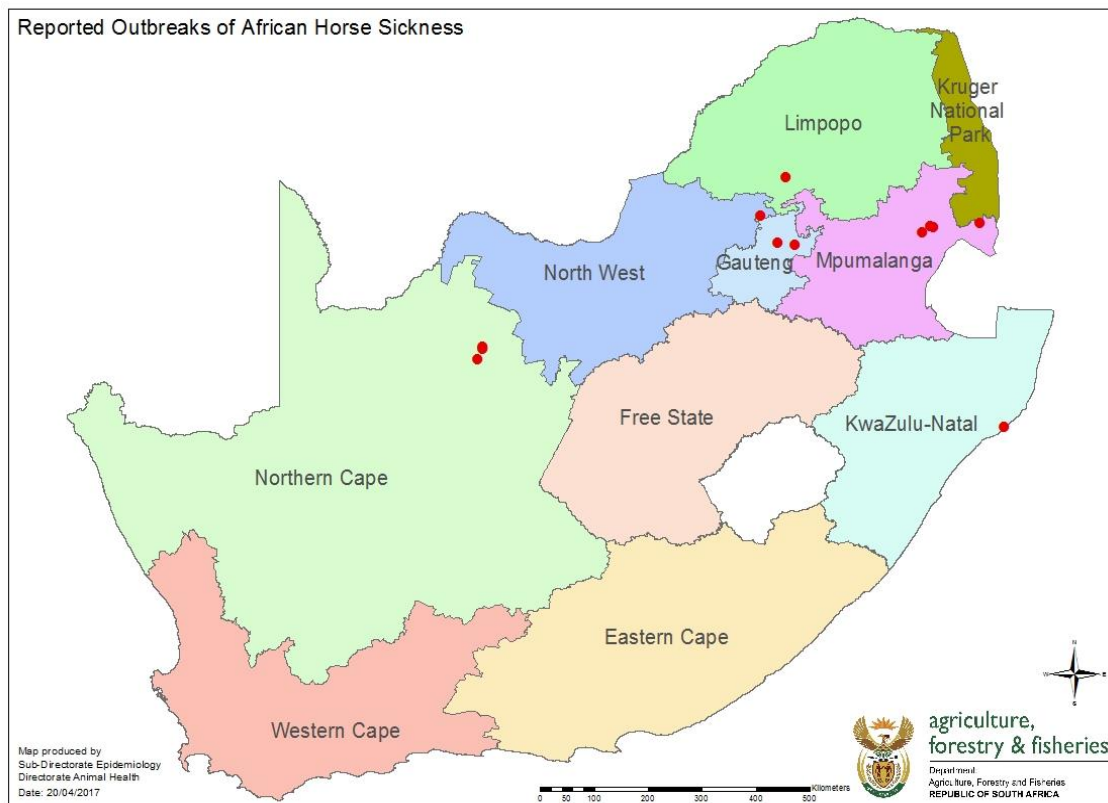 Reported Outbreaks of African Horse Sickness
Kruger
National
Park
Limpopo
North West
Gauteng
Mpumalanga
Free State
KwaZulu-Natal
Northern Cape
Eastern Cape
Western Cape
N
W E
S
Map produced by
Sub-Directorate Epidemiology
Directorate Animal Health
Date: 20/04/2017
Kilometers
0 50 100 200 300 400 500
agriculture,
forestry & fisheries
Department:
Agriculture, Forestry and Fisheries
REPUBLIC OF SOUTH AFRICA